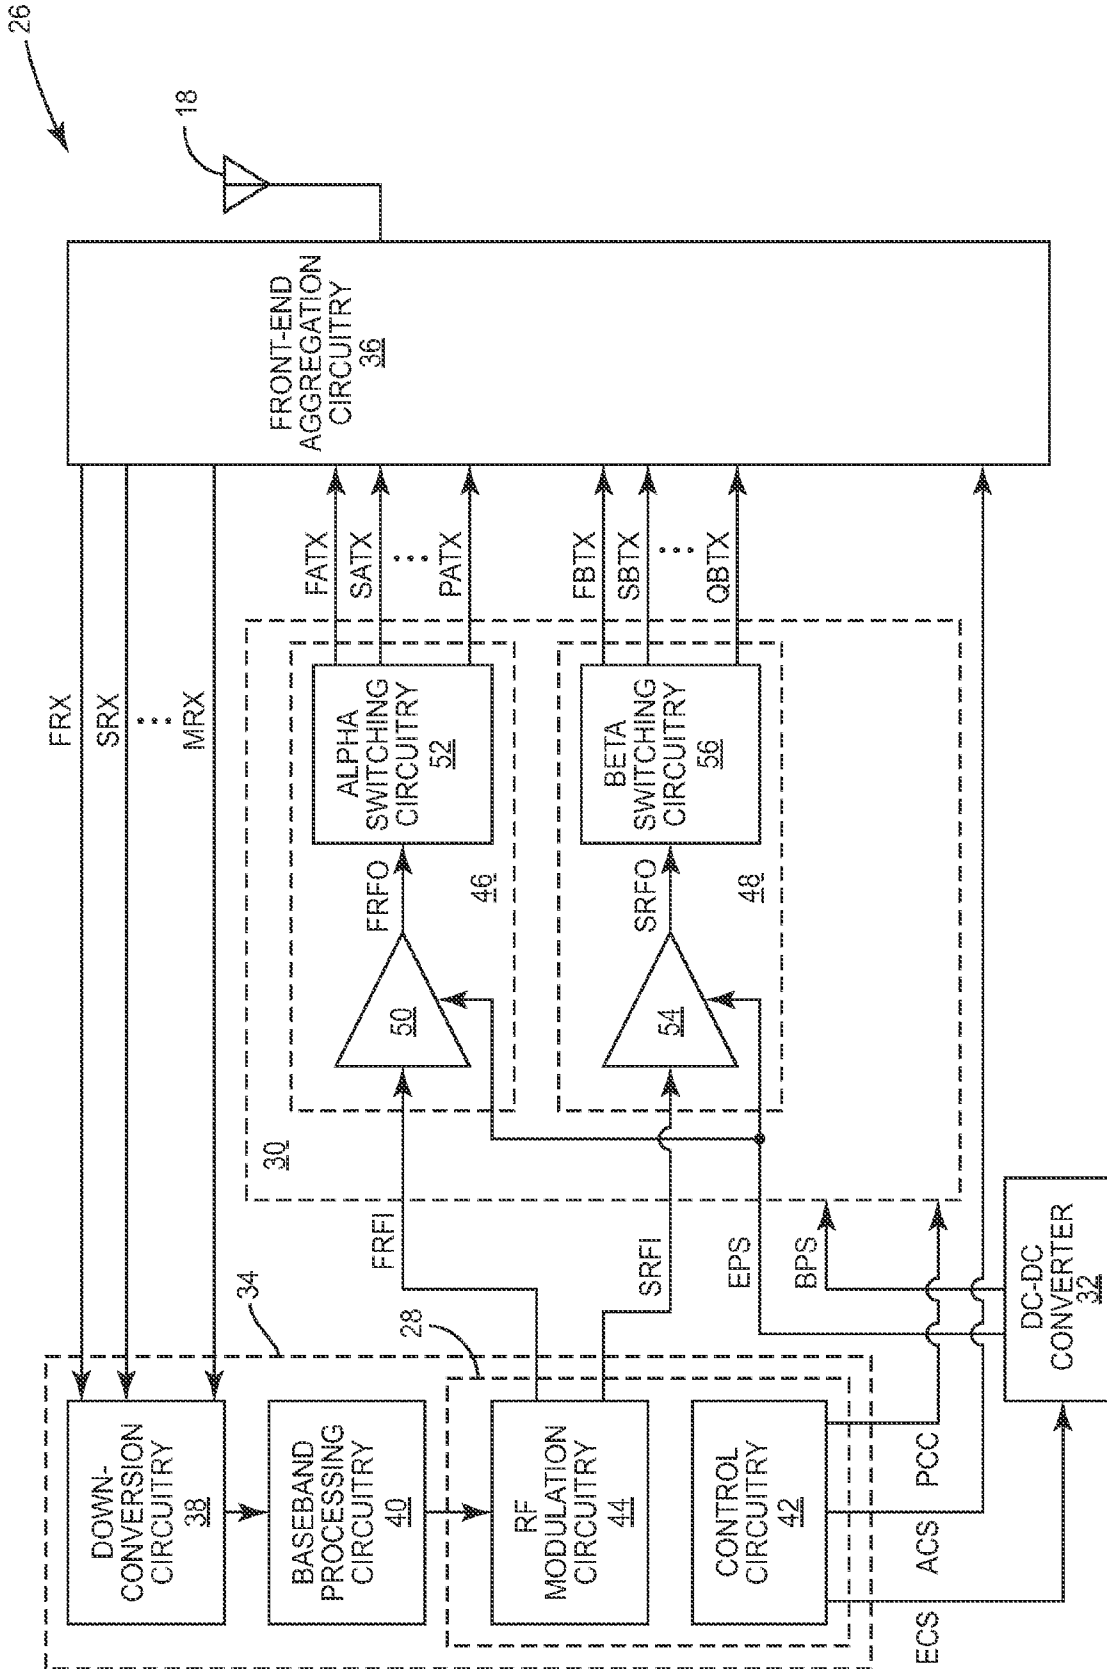 26
18
FRONT-END
AGGREGATION
CIRCUITRY
36
FRX
SRX
MRX
FATX
SATX
PATX
FBTX
SBTX
QBTX
ALPHA
SWITCHING
CIRCUITRY
52
BETA
SWITCHING
CIRCUITRY
56
FRFO
46
SRFO
48
50
54
30
FRFI
SRFI
EPS
BPS
DC-DC
CONVERTER
32
34
28
DOWN-
CONVERSION
CIRCUITRY
38
BASEBAND
PROCESSING
CIRCUITRY
40
RF
MODULATION
CIRCUITRY
44
CONTROL
CIRCUITRY
42
ECS
ACS
PCC